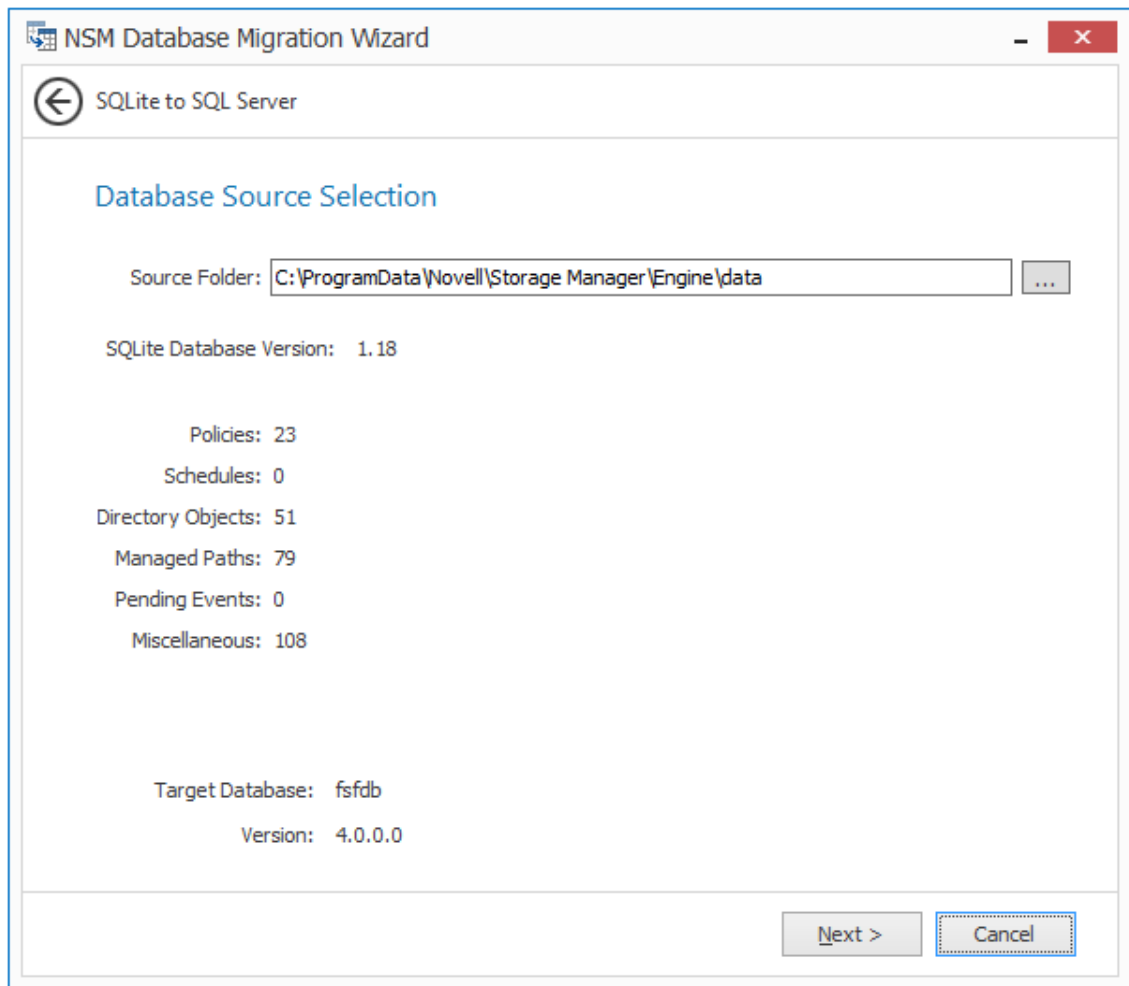 NSM Database Migration Wizard
SQLite to SQL Server
Database Source Selection
Source Folder: C:\ProgramData\Novell\Storage Manager\Engine\data ...
SQLite Database Version: 1.18
Policies: 23
Schedules: 0
Directory Objects: 51
Managed Paths: 79
Pending Events: 0
Miscellaneous: 108
Target Database: fsfdb
Version: 4.0.0.0
Next > Cancel